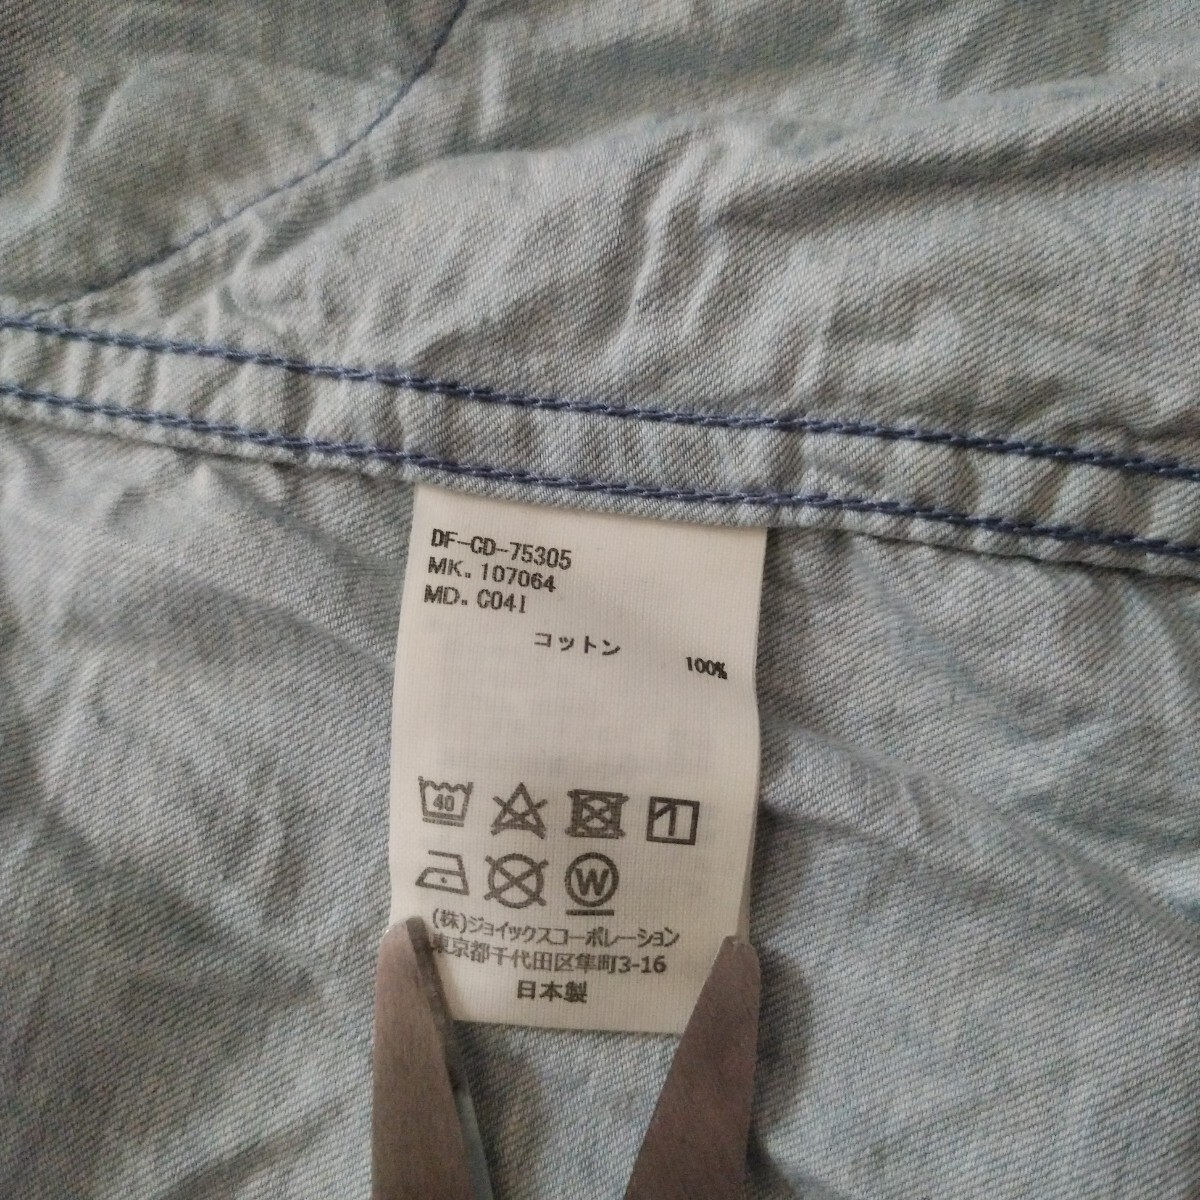 DF-CD-75305
MK. 107064
MD. C041
コットン 100%
40
W
(株)ジョイックスコーポレーション
東京都千代田区隼町3-16
日本製